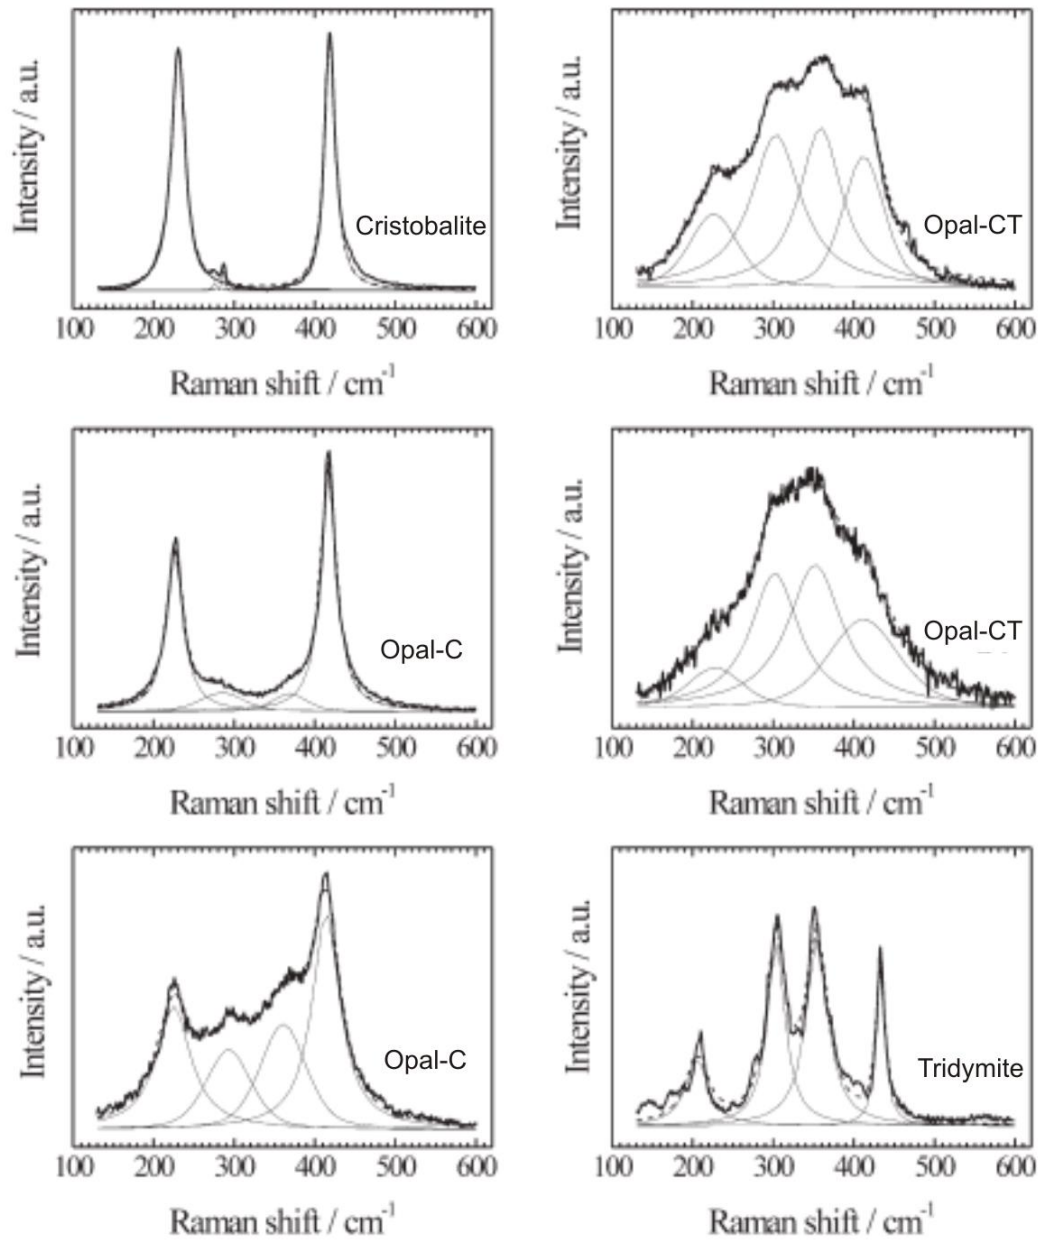 Intensity / a.u.
Cristobalite
100 200 300 400 500 600
Raman shift / cm-1
Intensity / a.u.
Opal-CT
100 200 300 400 500 600
Raman shift / cm-1
Intensity / a.u.
Opal-C
100 200 300 400 500 600
Raman shift / cm-1
Intensity / a.u.
Opal-CT
100 200 300 400 500 600
Raman shift / cm-1
Intensity / a.u.
Opal-C
100 200 300 400 500 600
Raman shift / cm-1
Intensity / a.u.
Tridymite
100 200 300 400 500 600
Raman shift / cm-1